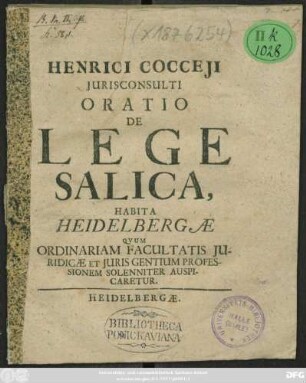 (x1876254)
II k
1028
HENRICI COCCEJI
JURISCONSULTI
ORATIO
DE
LEGE
SALICA,
HABITA
HEIDELBERGÆ
QVUM
ORDINARIAM FACULTATIS JU-
RIDICÆ ET JURIS GENTIUM PROFES-
SIONEM SOLENNITER AUSPI-
CARETUR.
HEIDELBERGÆ.
BIBLIOTHECA
PONICKAVIANA